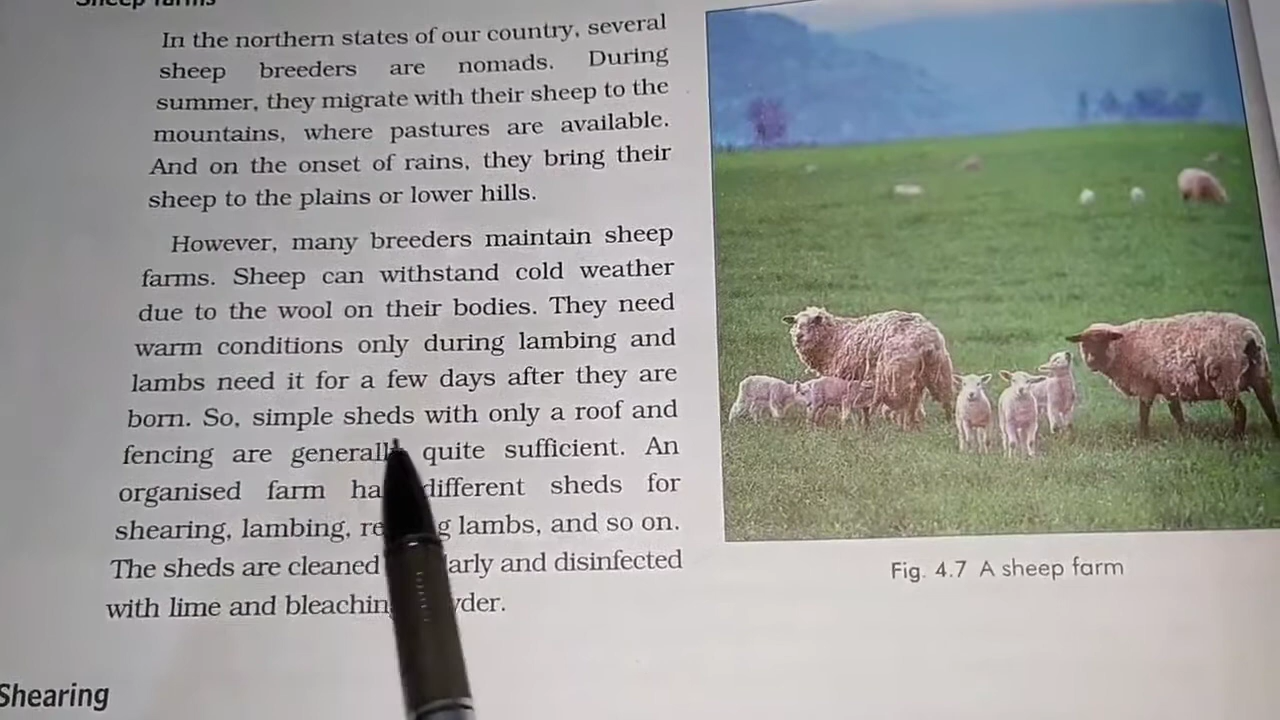 Sheep farms
In the northern states of our country, several
sheep breeders are nomads. During
summer, they migrate with their sheep to the
mountains, where pastures are available.
And on the onset of rains, they bring their
sheep to the plains or lower hills.
However, many breeders maintain sheep
farms. Sheep can withstand cold weather
due to the wool on their bodies. They need
warm conditions only during lambing and
lambs need it for a few days after they are
born. So, simple sheds with only a roof and
fencing are generally quite sufficient. An
organised farm different sheds for
shearing, lambing, lambs, and so on.
The sheds are cleaned and disinfected
with lime and
Fig. 4.7 A sheep farm
Shearing